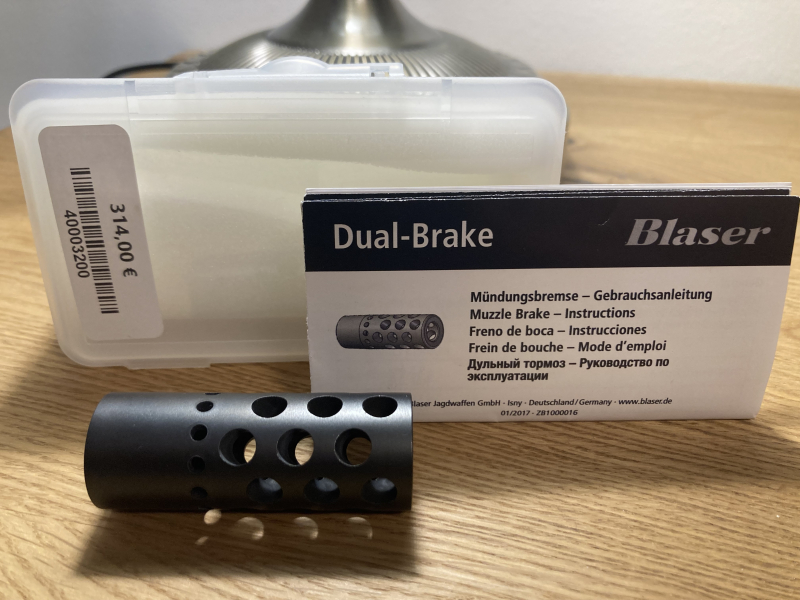 314,00 €
40003200
Dual-Brake
Blaser
Mündungsbremse – Gebrauchsanleitung
Muzzle Brake – Instructions
Freno de boca – Instrucciones
Frein de bouche – Mode d'emploi
Дульный тормоз – Руководство по
эксплуатации
laser Jagdwaffen GmbH · Isny · Deutschland/Germany · www.blaser.de
01/2017 - ZB1000016